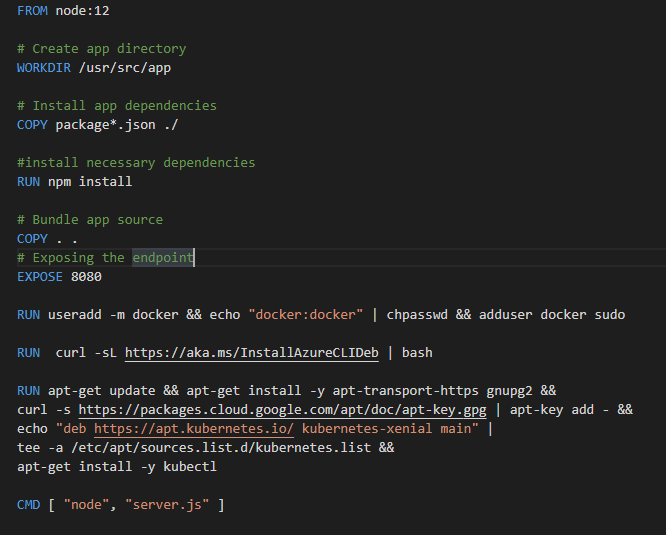 FROM node:12
# Create app directory
WORKDIR /usr/src/app
# Install app dependencies
COPY package*.json ./
#install necessary dependencies
RUN npm install
# Bundle app source
COPY . .
# Exposing the endpoint
EXPOSE 8080
RUN useradd -m docker && echo "docker:docker" | chpasswd && adduser docker sudo
RUN  curl -sL https://aka.ms/InstallAzureCLIDeb | bash
RUN apt-get update && apt-get install -y apt-transport-https gnupg2 &&
curl -s https://packages.cloud.google.com/apt/doc/apt-key.gpg | apt-key add - &&
echo "deb https://apt.kubernetes.io/ kubernetes-xenial main" |
tee -a /etc/apt/sources.list.d/kubernetes.list &&
apt-get install -y kubectl
CMD [ "node", "server.js" ]